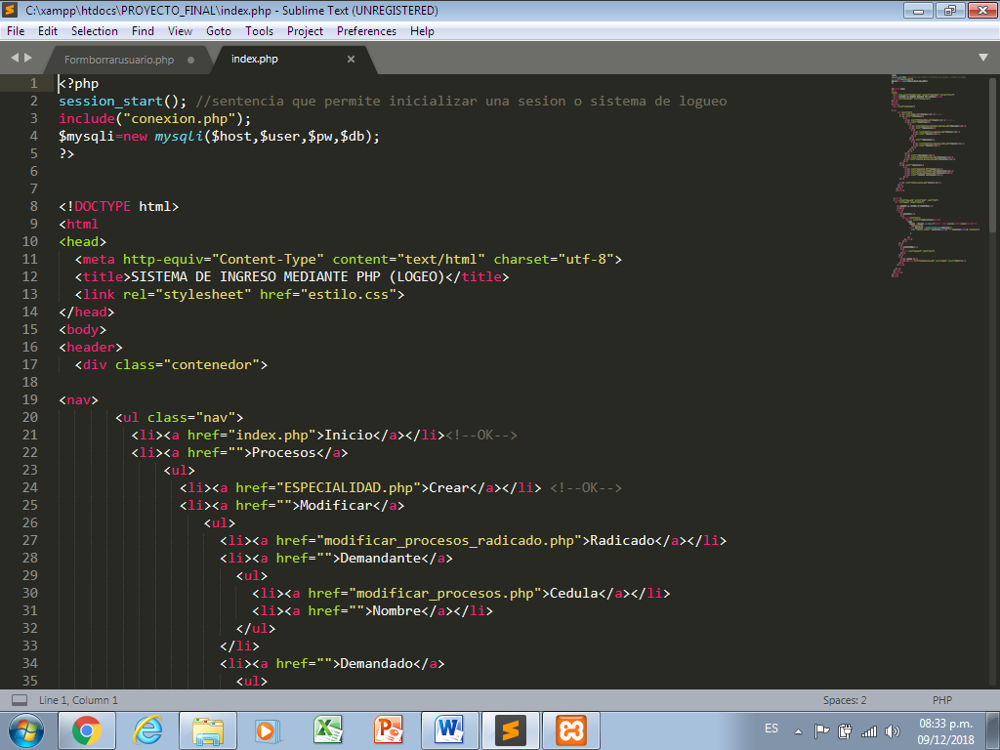 C:\xampp\htdocs\PROYECTO_FINAL\index.php - Sublime Text (UNREGISTERED)
File Edit Selection Find View Goto Tools Project Preferences Help
Formborrarusuario.php index.php
1 <?php
2 session_start(); //sentencia que permite inicializar una sesion o sistema de logueo
3 include("conexion.php");
4 $mysqli=new mysqli($host,$user,$pw,$db);
5 ?>
6
7
8 <!DOCTYPE html>
9 <html
10 <head>
11 <meta http-equiv="Content-Type" content="text/html" charset="utf-8">
12 <title>SISTEMA DE INGRESO MEDIANTE PHP (LOGEO)</title>
13 <link rel="stylesheet" href="estilo.css">
14 </head>
15 <body>
16 <header>
17 <div class="contenedor">
18
19 <nav>
20 <ul class="nav">
21 <li><a href="index.php">Inicio</a></li><!--OK-->
22 <li><a href="">Procesos</a>
23 <ul>
24 <li><a href="ESPECIALIDAD.php">Crear</a></li> <!--OK-->
25 <li><a href="">Modificar</a>
26 <ul>
27 <li><a href="modificar_procesos_radicado.php">Radicado</a></li>
28 <li><a href="">Demandante</a>
29 <ul>
30 <li><a href="modificar_procesos.php">Cedula</a></li>
31 <li><a href="">Nombre</a></li>
32 </ul>
33 </li>
34 <li><a href="">Demandado</a>
35 <ul>
Line 1, Column 1 Spaces: 2 PHP
ES 08:33 p.m.
09/12/2018